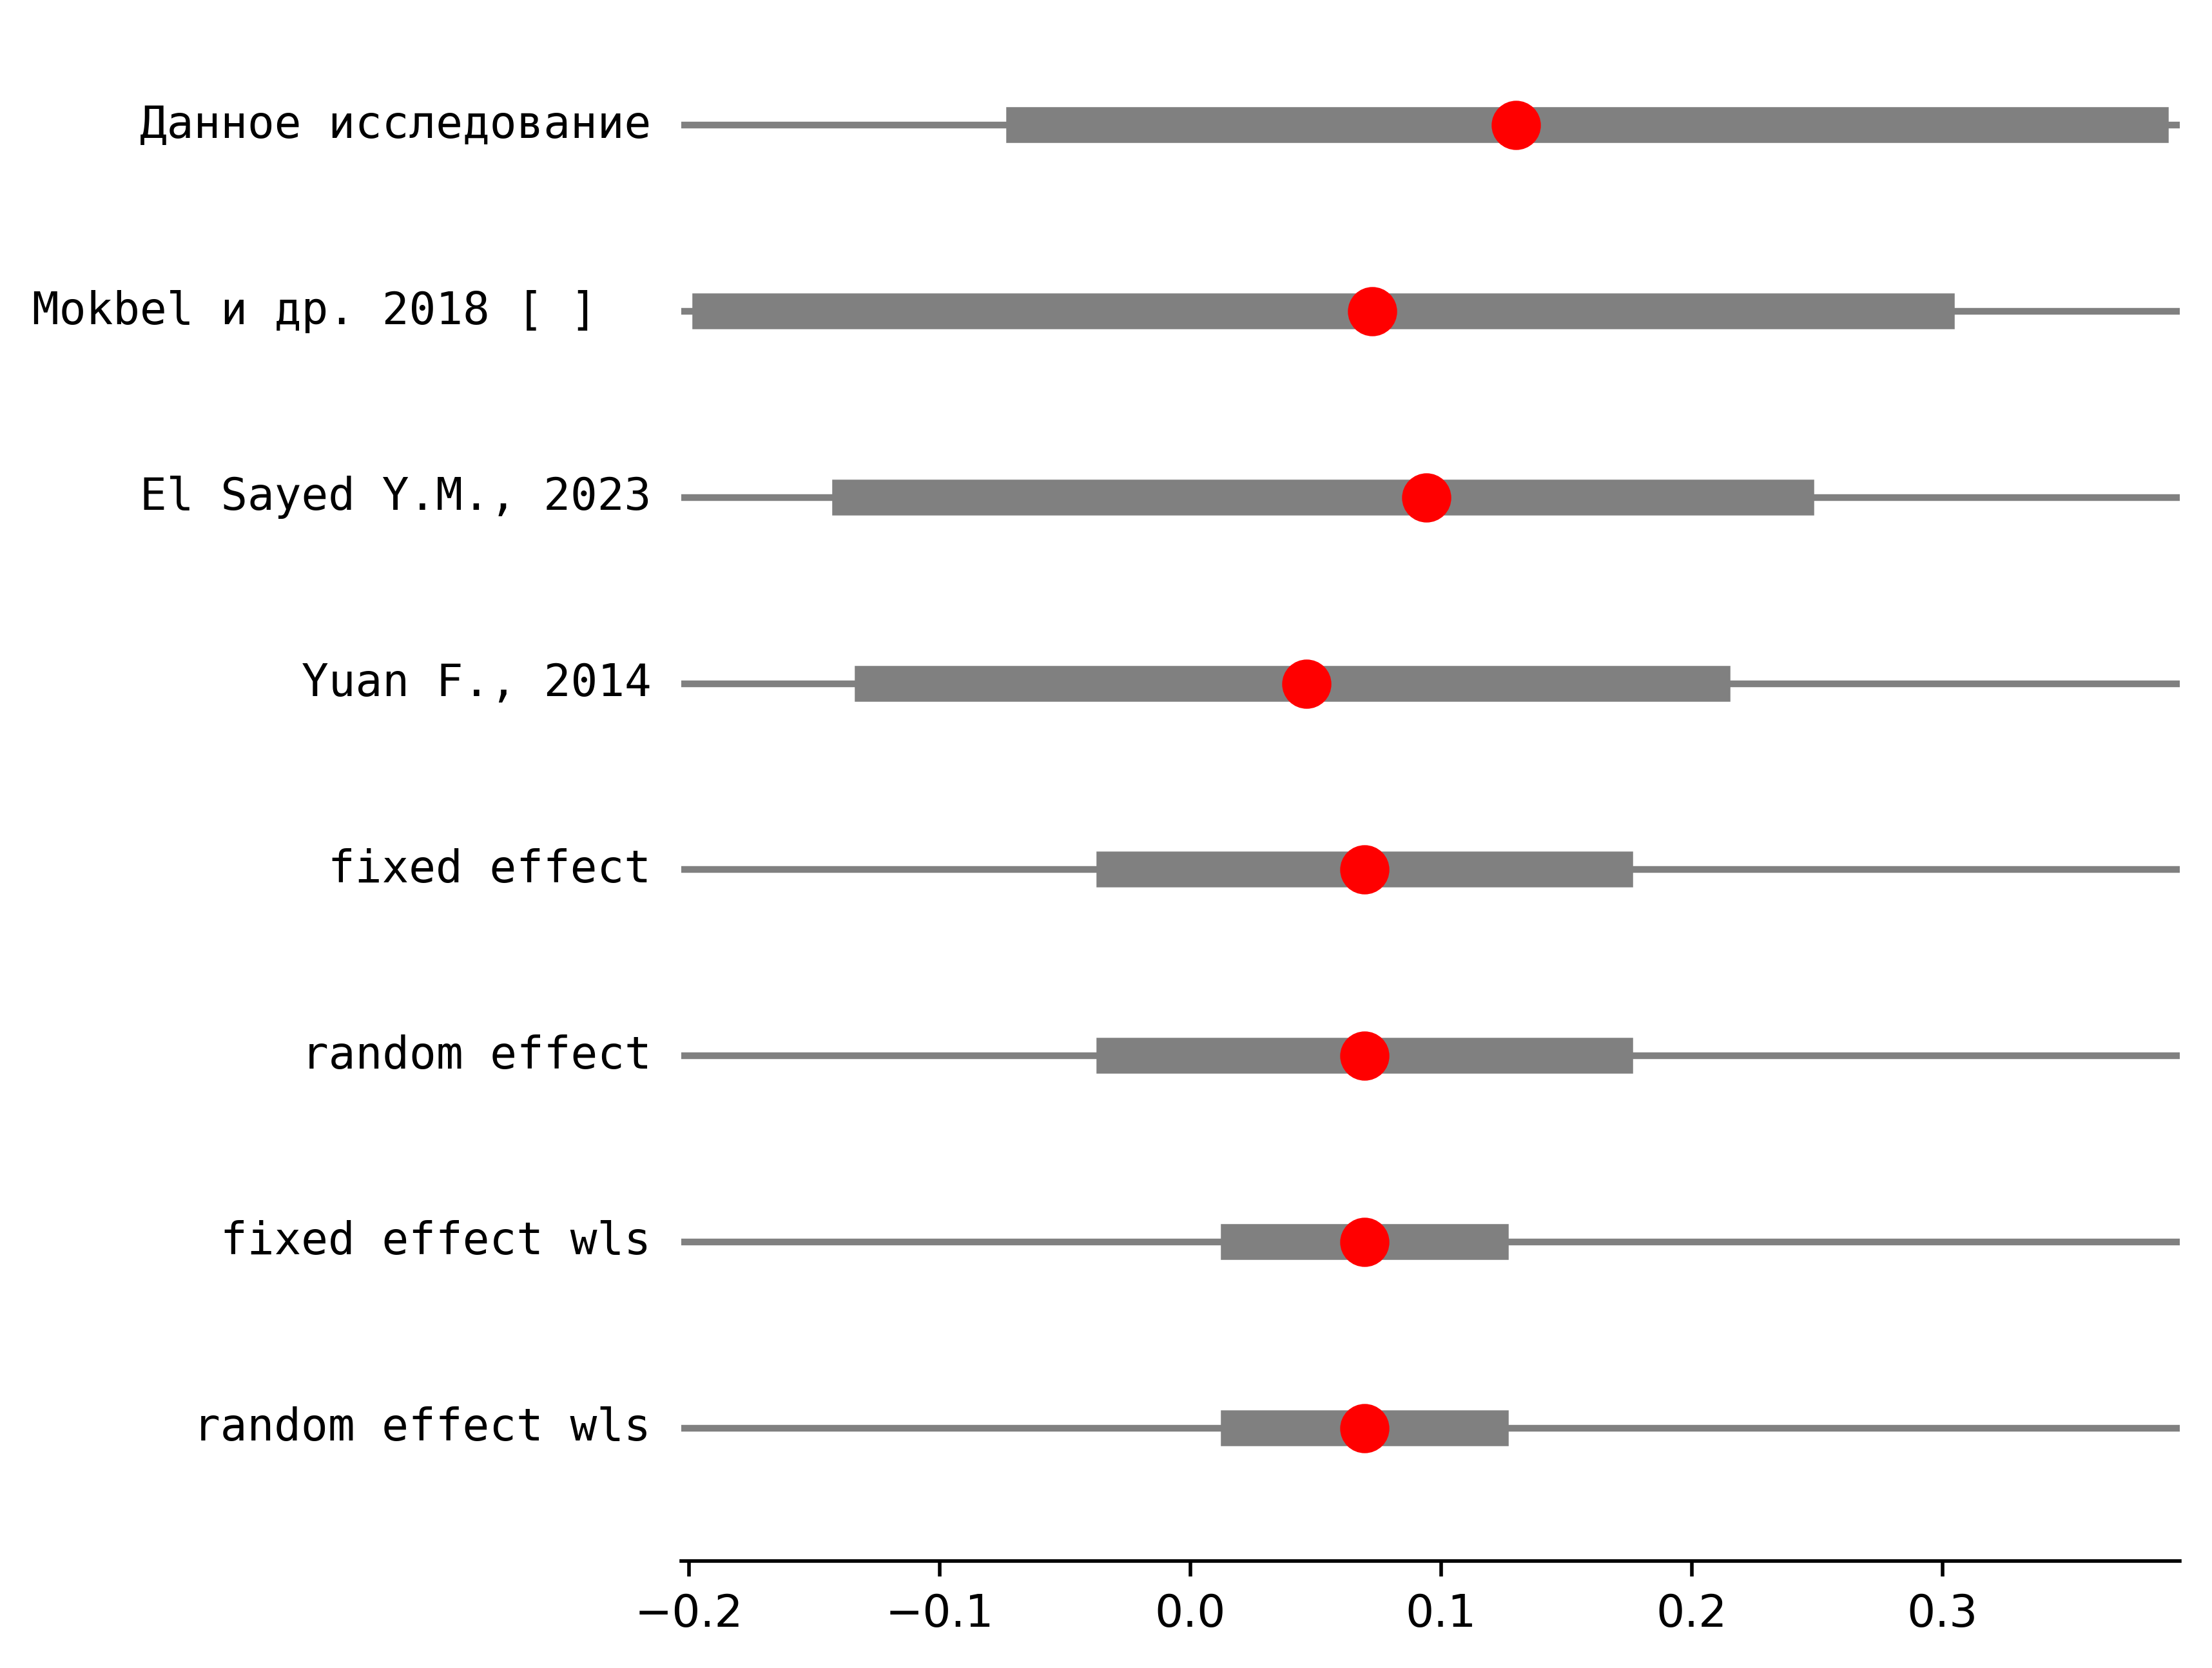 Данное исследование
Mokbel и др. 2018 [ ]
El Sayed Y.M., 2023
Yuan F., 2014
fixed effect
random effect
fixed effect wls
random effect wls
−0.2 −0.1 0.0 0.1 0.2 0.3